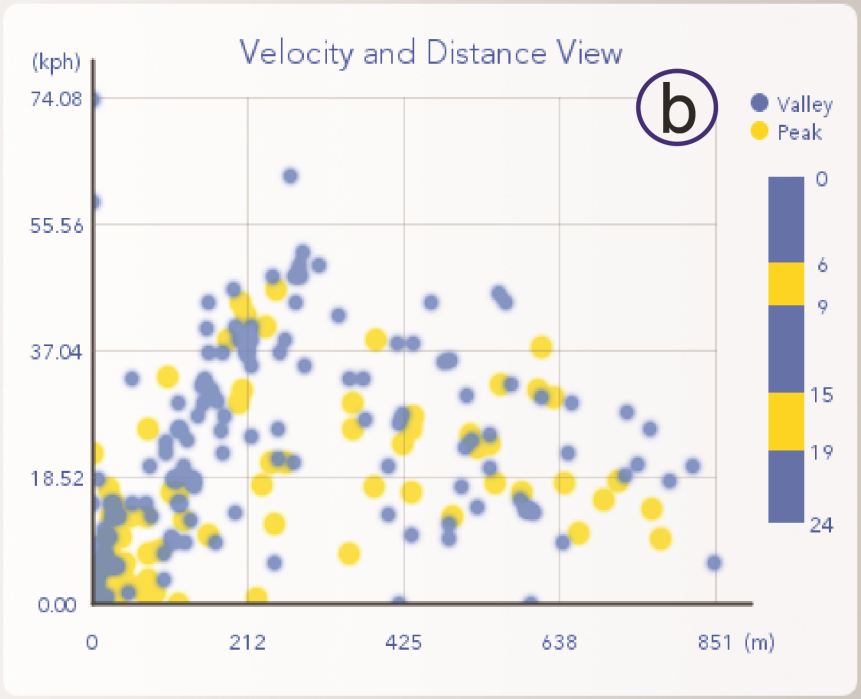 Velocity and Distance View
(kph)
74.08
55.56
37.04
18.52
0.00
0
212
425
638
851 (m)
b
Valley
Peak
0
6
9
15
19
24